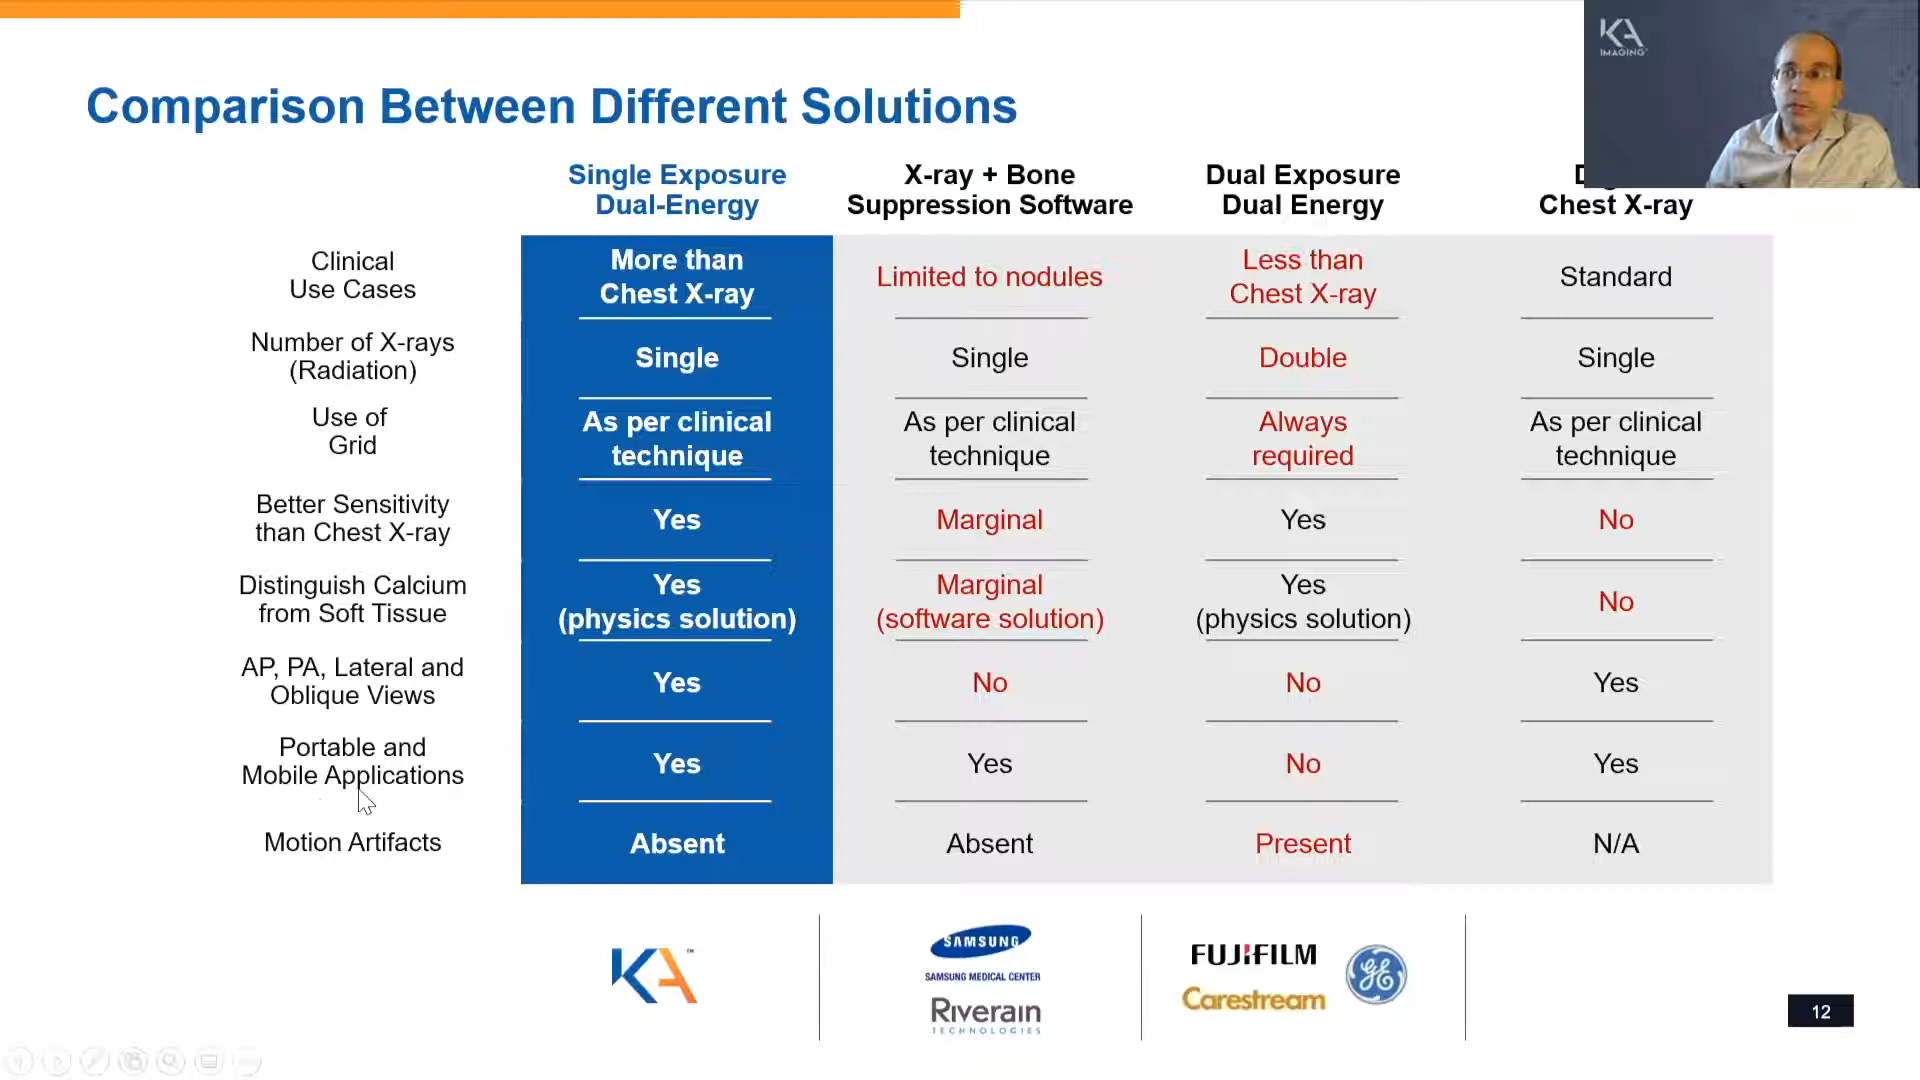 KA
IMAGING
Comparison Between Different Solutions
Single Exposure
Dual-Energy
X-ray + Bone
Suppression Software
Dual Exposure
Dual Energy
Chest X-ray
Clinical
Use Cases
More than
Chest X-ray
Limited to nodules
Less than
Chest X-ray
Standard
Number of X-rays
(Radiation)
Single
Single
Double
Single
Use of
Grid
As per clinical
technique
As per clinical
technique
Always
required
As per clinical
technique
Better Sensitivity
than Chest X-ray
Yes
Marginal
Yes
No
Distinguish Calcium
from Soft Tissue
Yes
(physics solution)
Marginal
(software solution)
Yes
(physics solution)
No
AP, PA, Lateral and
Oblique Views
Yes
No
No
Yes
Portable and
Mobile Applications
Yes
Yes
No
Yes
Motion Artifacts
Absent
Absent
Present
N/A
KA™
SAMSUNG
SAMSUNG MEDICAL CENTER
Riverain
TECHNOLOGIES
FUJIFILM
Carestream
GE
12